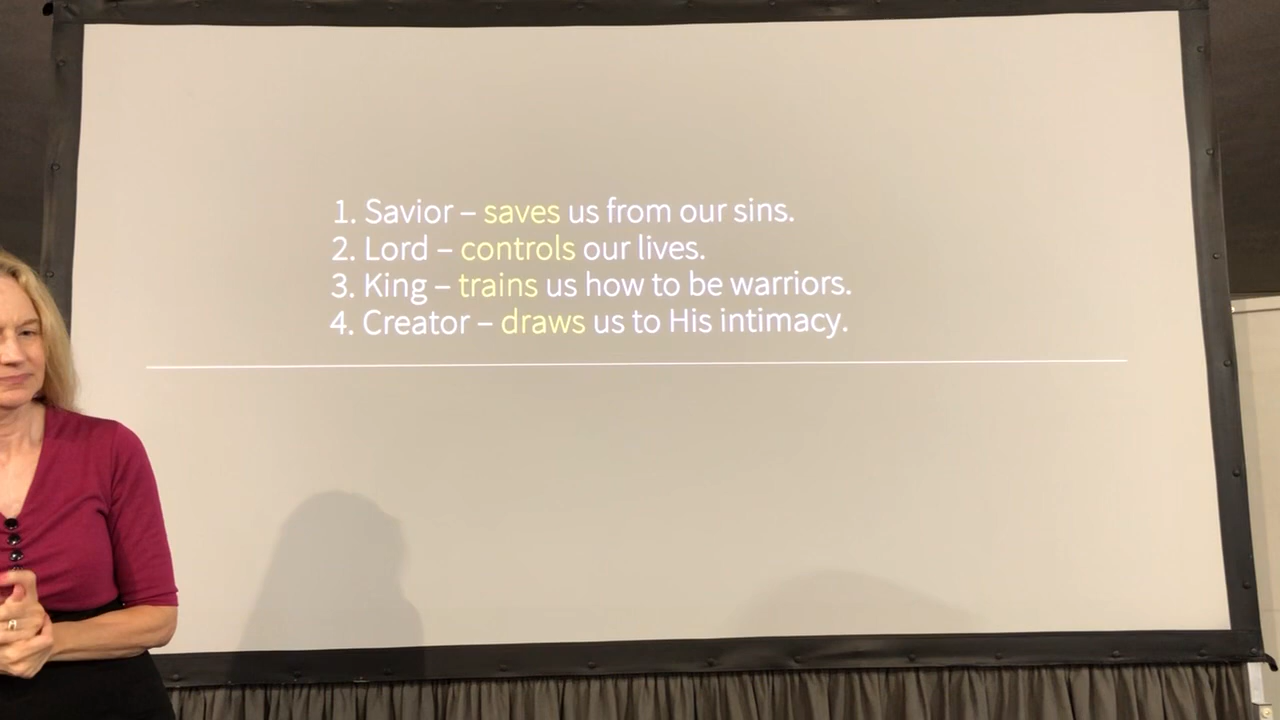 1. Savior – saves us from our sins.
2. Lord – controls our lives.
3. King – trains us how to be warriors.
4. Creator – draws us to His intimacy.